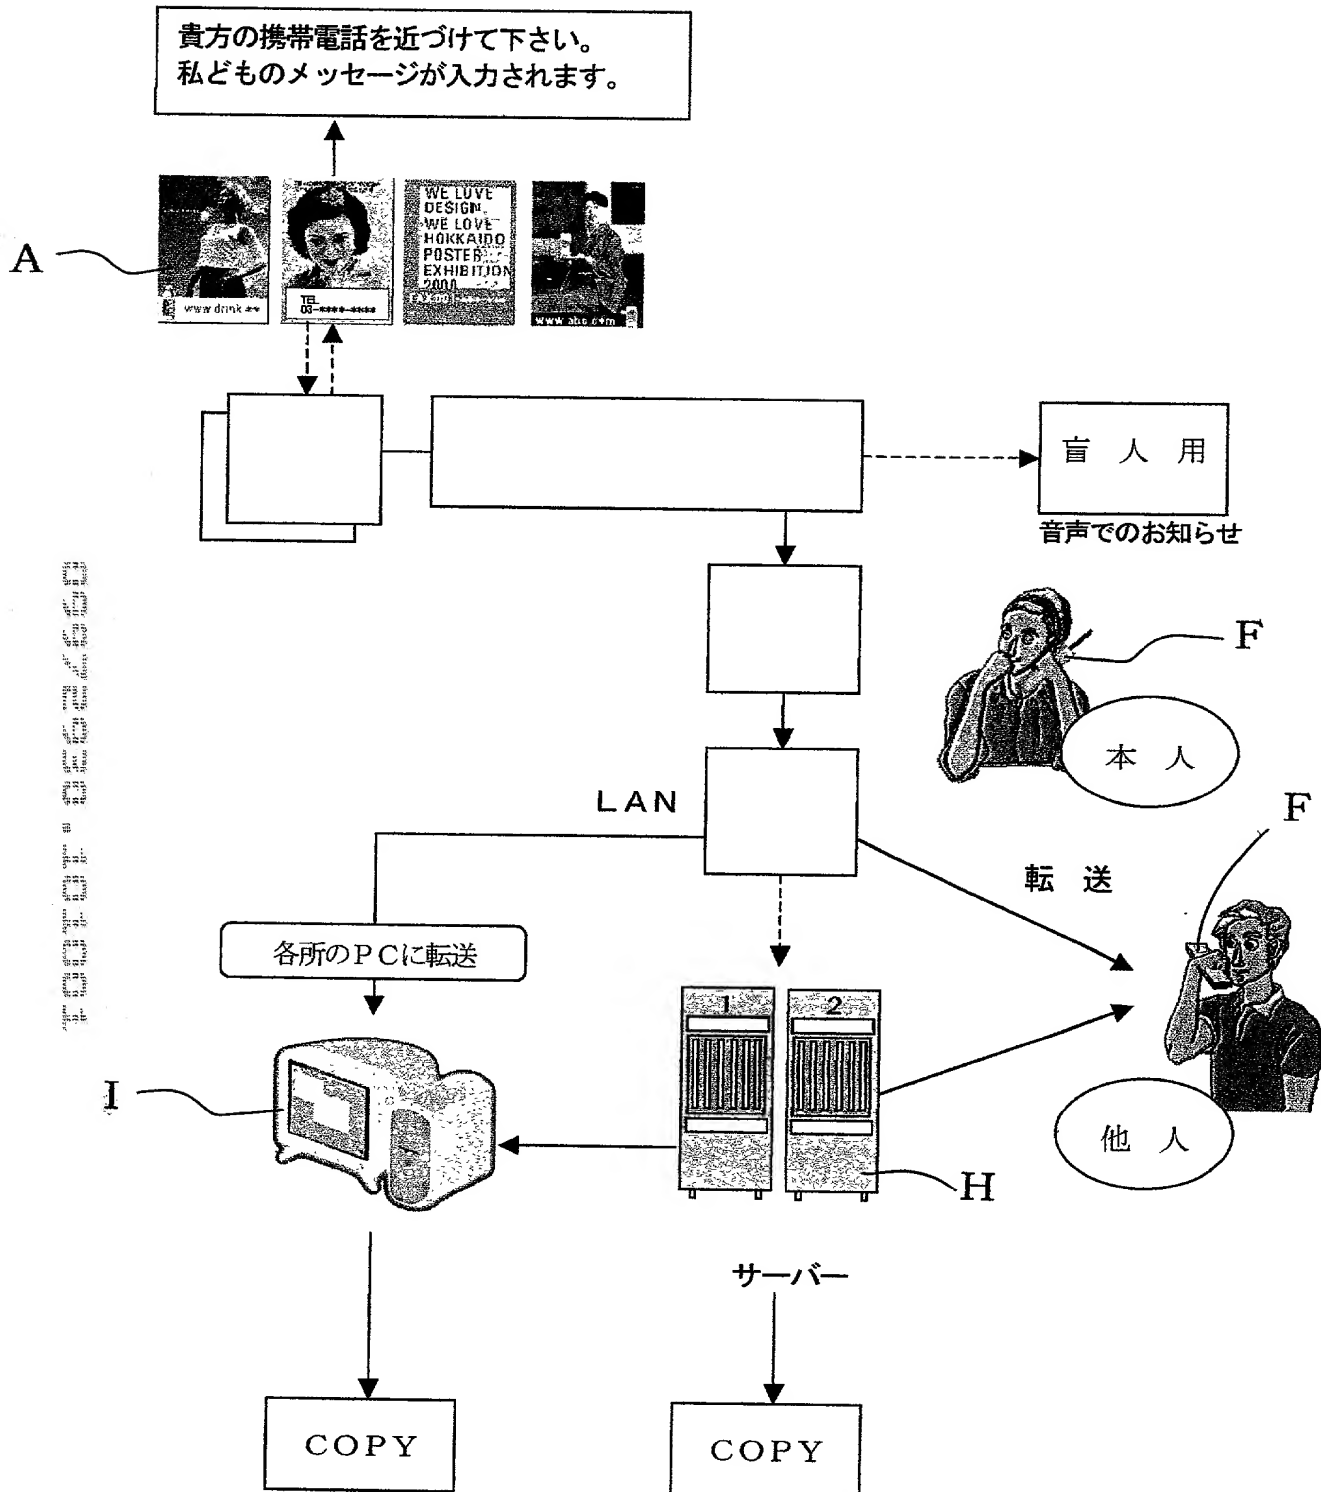 貴方の携帯電話を近づけて下さい。
私どものメッセージが入力されます。
A
www drink **
TEL
03-****-****
WE LOVE
DESIGN.
WE LOVE
HOKKAIDO
POSTER
EXHIBITION
2000
www abc.com
盲 人 用
音声でのお知らせ
F
本 人
LAN
F
転 送
各所のPCに転送
1
2
I
他 人
H
サーバー
COPY
COPY